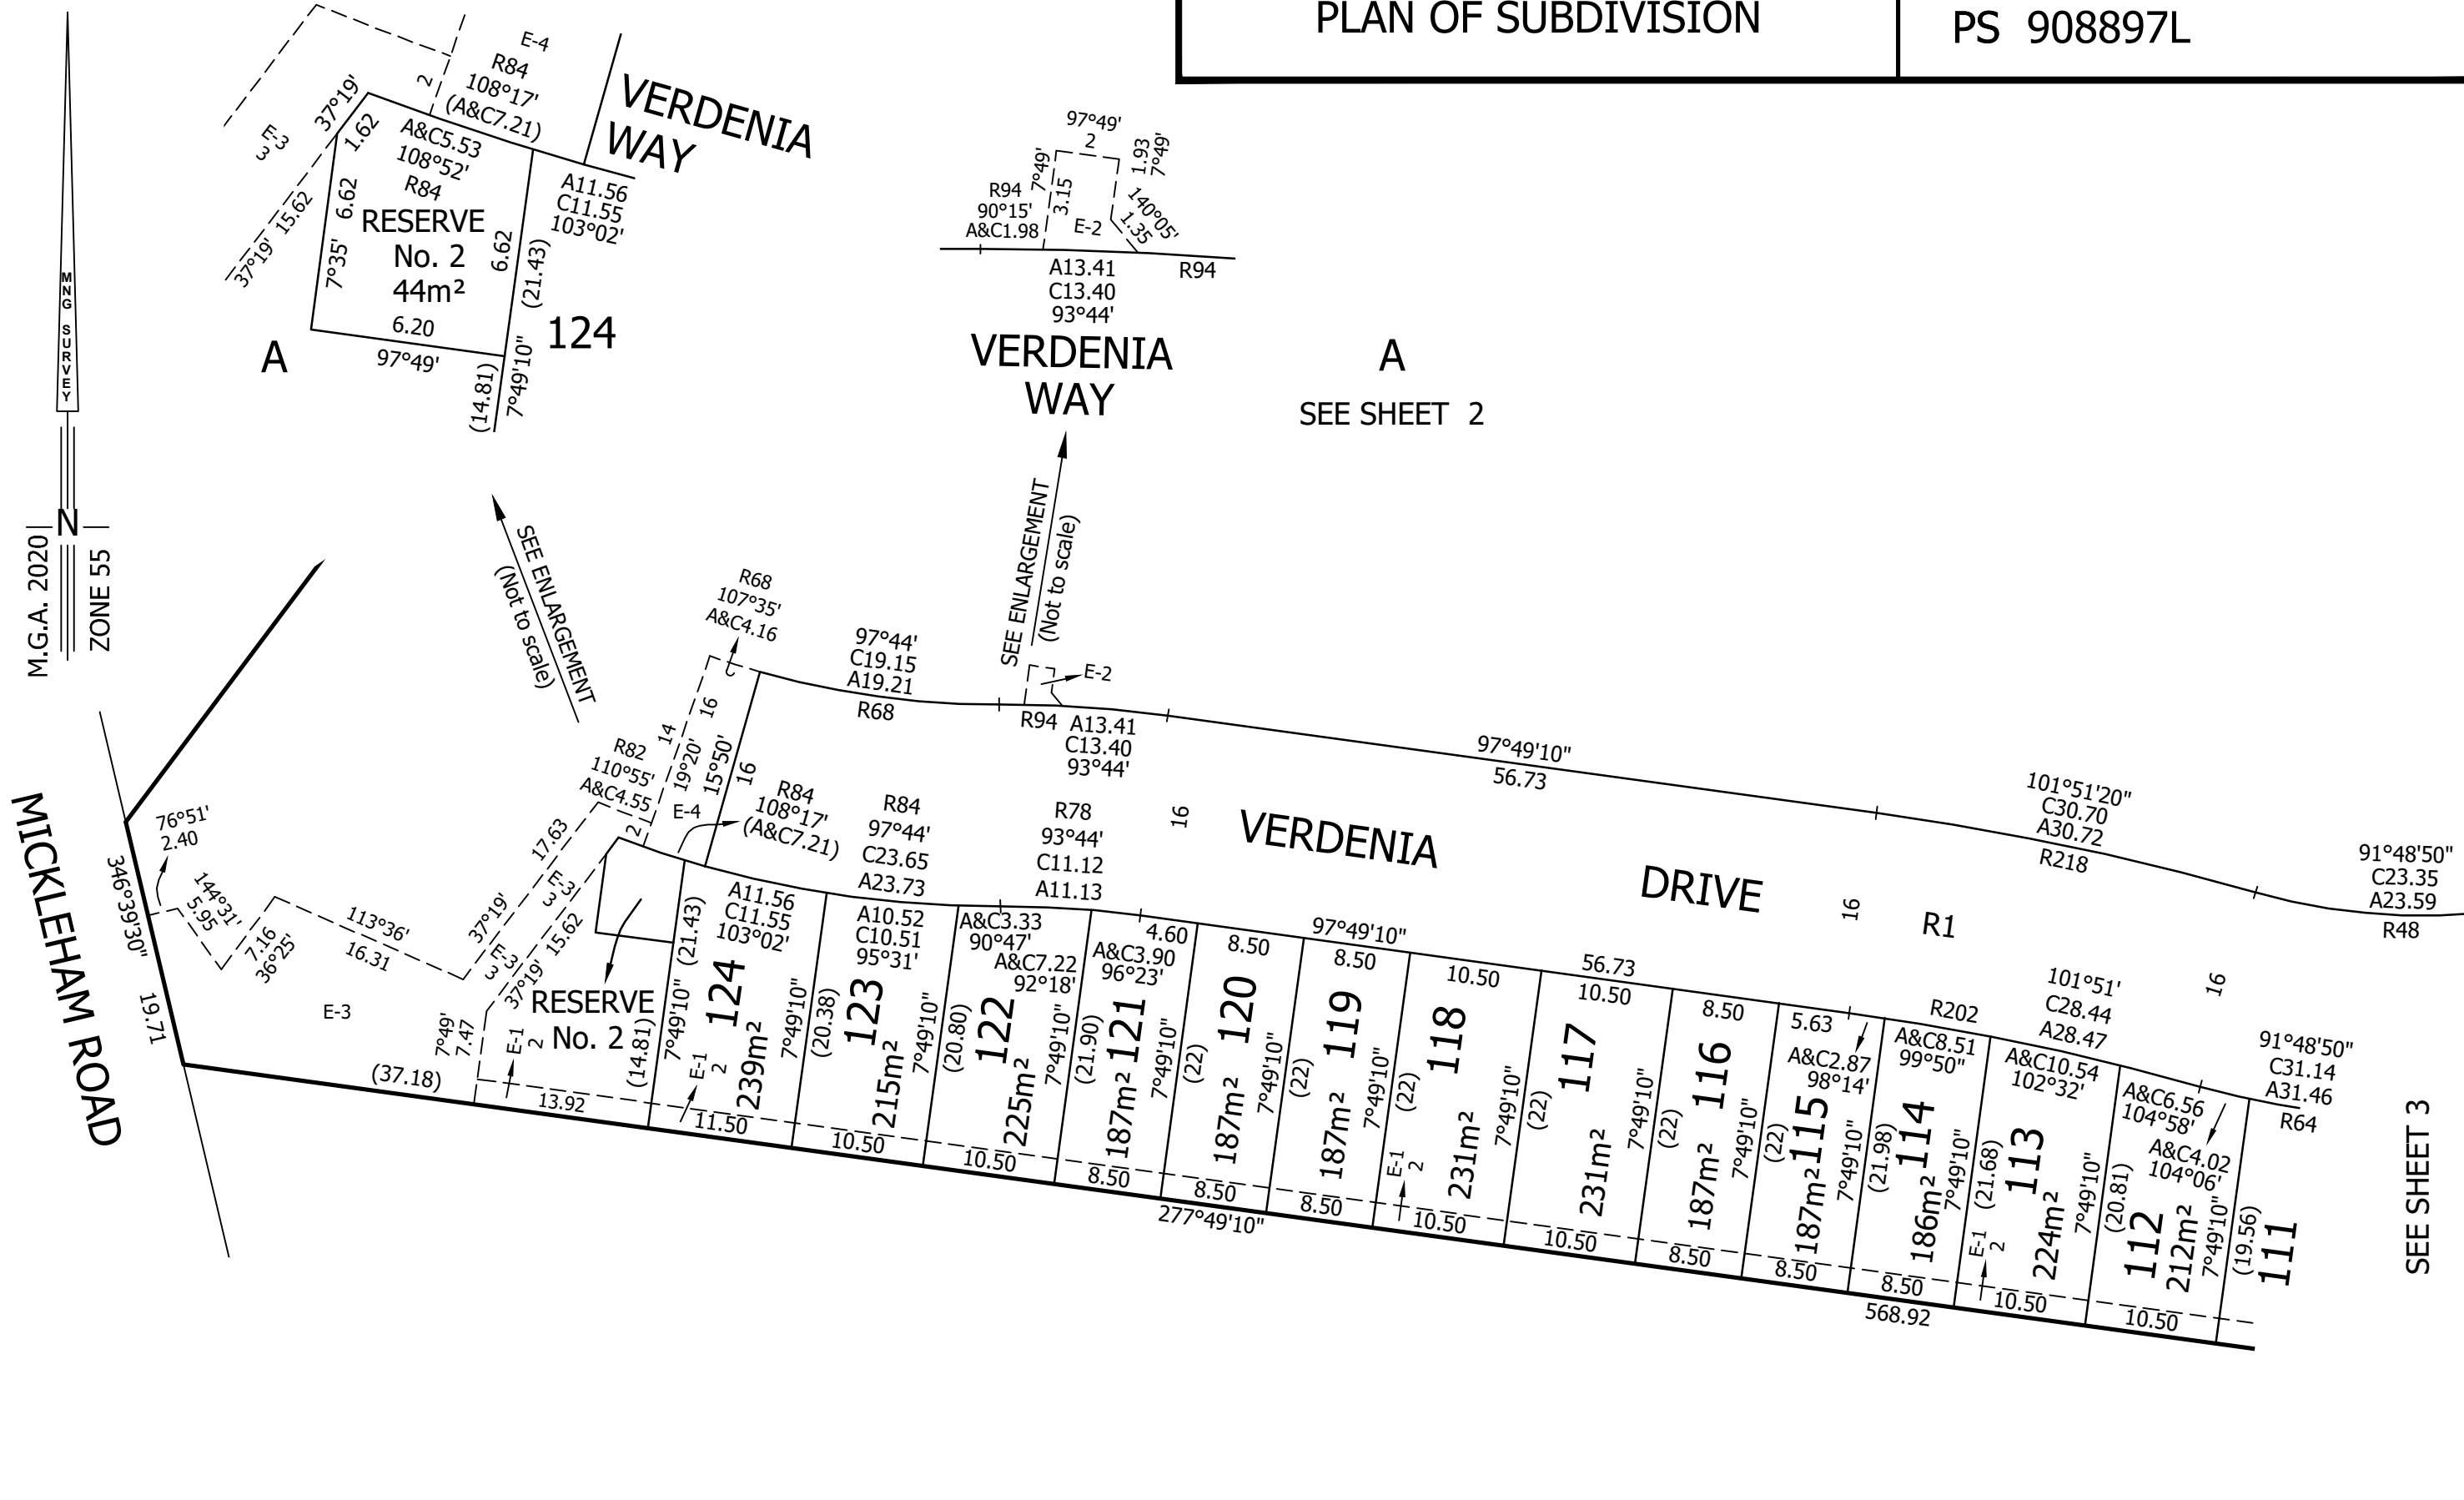 PLAN OF SUBDIVISION
PS 908897L
MNG SURVEY
N
M.G.A. 2020
ZONE 55
E-4
R84
108°17'
(A&C7.21)
2
VERDENIA
WAY
37°19'
1.62
E-3
3
A&C5.53
108°52'
R84
A11.56
C11.55
103°02'
15.62
37°19'
6.62
7°35'
RESERVE
No. 2
44m²
6.62
(21.43)
6.20
97°49'
124
A
(14.81)
7°49'10"
97°49'
2
1.93
7°49'
7°49'
3.15
R94
90°15'
A&C1.98
E-2
140°05'
1.35
A13.41
C13.40
93°44'
R94
VERDENIA
WAY
A
SEE SHEET 2
SEE ENLARGEMENT
(Not to scale)
SEE ENLARGEMENT
(Not to scale)
R68
107°35'
A&C4.16
97°44'
C19.15
A19.21
R68
E-2
R94
A13.41
C13.40
93°44'
97°49'10"
56.73
101°51'20"
C30.70
A30.72
R218
91°48'50"
C23.35
A23.59
R48
14
16
19°20'
15°50'
16
R82
110°55'
A&C4.55
2
E-4
R84
108°17'
(A&C7.21)
R84
97°44'
C23.65
A23.73
R78
93°44'
C11.12
A11.13
16
VERDENIA
DRIVE
16
R1
16
MICKLEHAM ROAD
346°39'30"
19.71
76°51'
2.40
144°31'
5.95
7.16
36°25'
113°36'
16.31
37°19'
17.63
E-3
3
E-3
3
37°19'
15.62
E-3
7°49'
7.47
E-1
2
RESERVE
No. 2
(37.18)
13.92
(14.81)
(21.43)
7°49'10"
A11.56
C11.55
103°02'
124
239m²
E-1
2
11.50
7°49'10"
(20.38)
A10.52
C10.51
95°31'
123
215m²
10.50
7°49'10"
(20.80)
A&C3.33
90°47'
A&C7.22
92°18'
122
225m²
10.50
7°49'10"
(21.90)
A&C3.90
96°23'
4.60
121
187m²
8.50
7°49'10"
(22)
8.50
120
187m²
8.50
7°49'10"
(22)
97°49'10"
8.50
119
187m²
8.50
7°49'10"
(22)
E-1
2
10.50
118
231m²
10.50
7°49'10"
(22)
56.73
10.50
117
231m²
10.50
7°49'10"
(22)
8.50
116
187m²
8.50
7°49'10"
(22)
5.63
A&C2.87
98°14'
115
187m²
8.50
7°49'10"
(21.98)
A&C8.51
99°50'
114
186m²
8.50
7°49'10"
(21.68)
E-1
2
R202
101°51'
C28.44
A28.47
A&C10.54
102°32'
113
224m²
10.50
7°49'10"
(20.81)
A&C6.56
104°58'
A&C4.02
104°06'
112
212m²
10.50
7°49'10"
(19.56)
111
91°48'50"
C31.14
A31.46
R64
277°49'10"
568.92
SEE SHEET 3